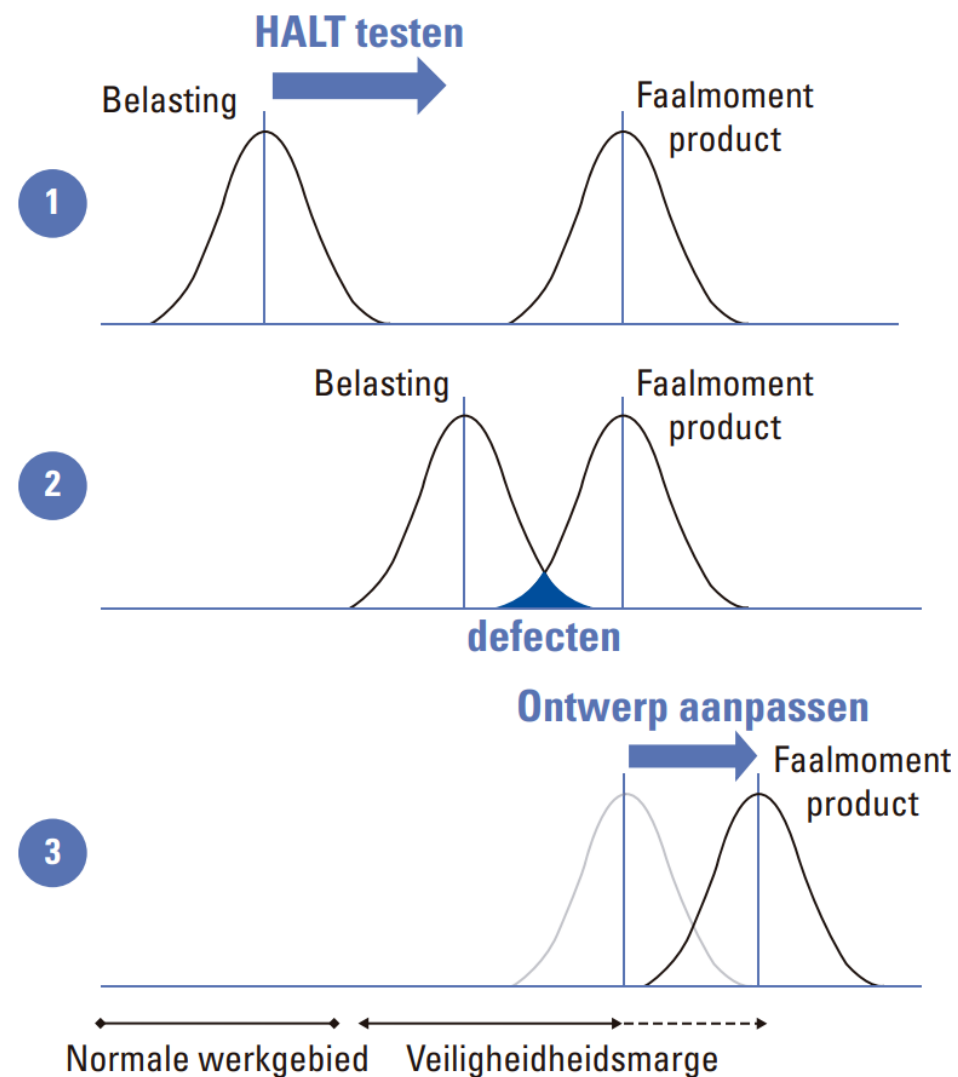 HALT testen
Belasting
Faalmoment
product
1
Belasting
Faalmoment
product
2
defecten
Ontwerp aanpassen
Faalmoment
product
3
Normale werkgebied
Veiligheidheidsmarge